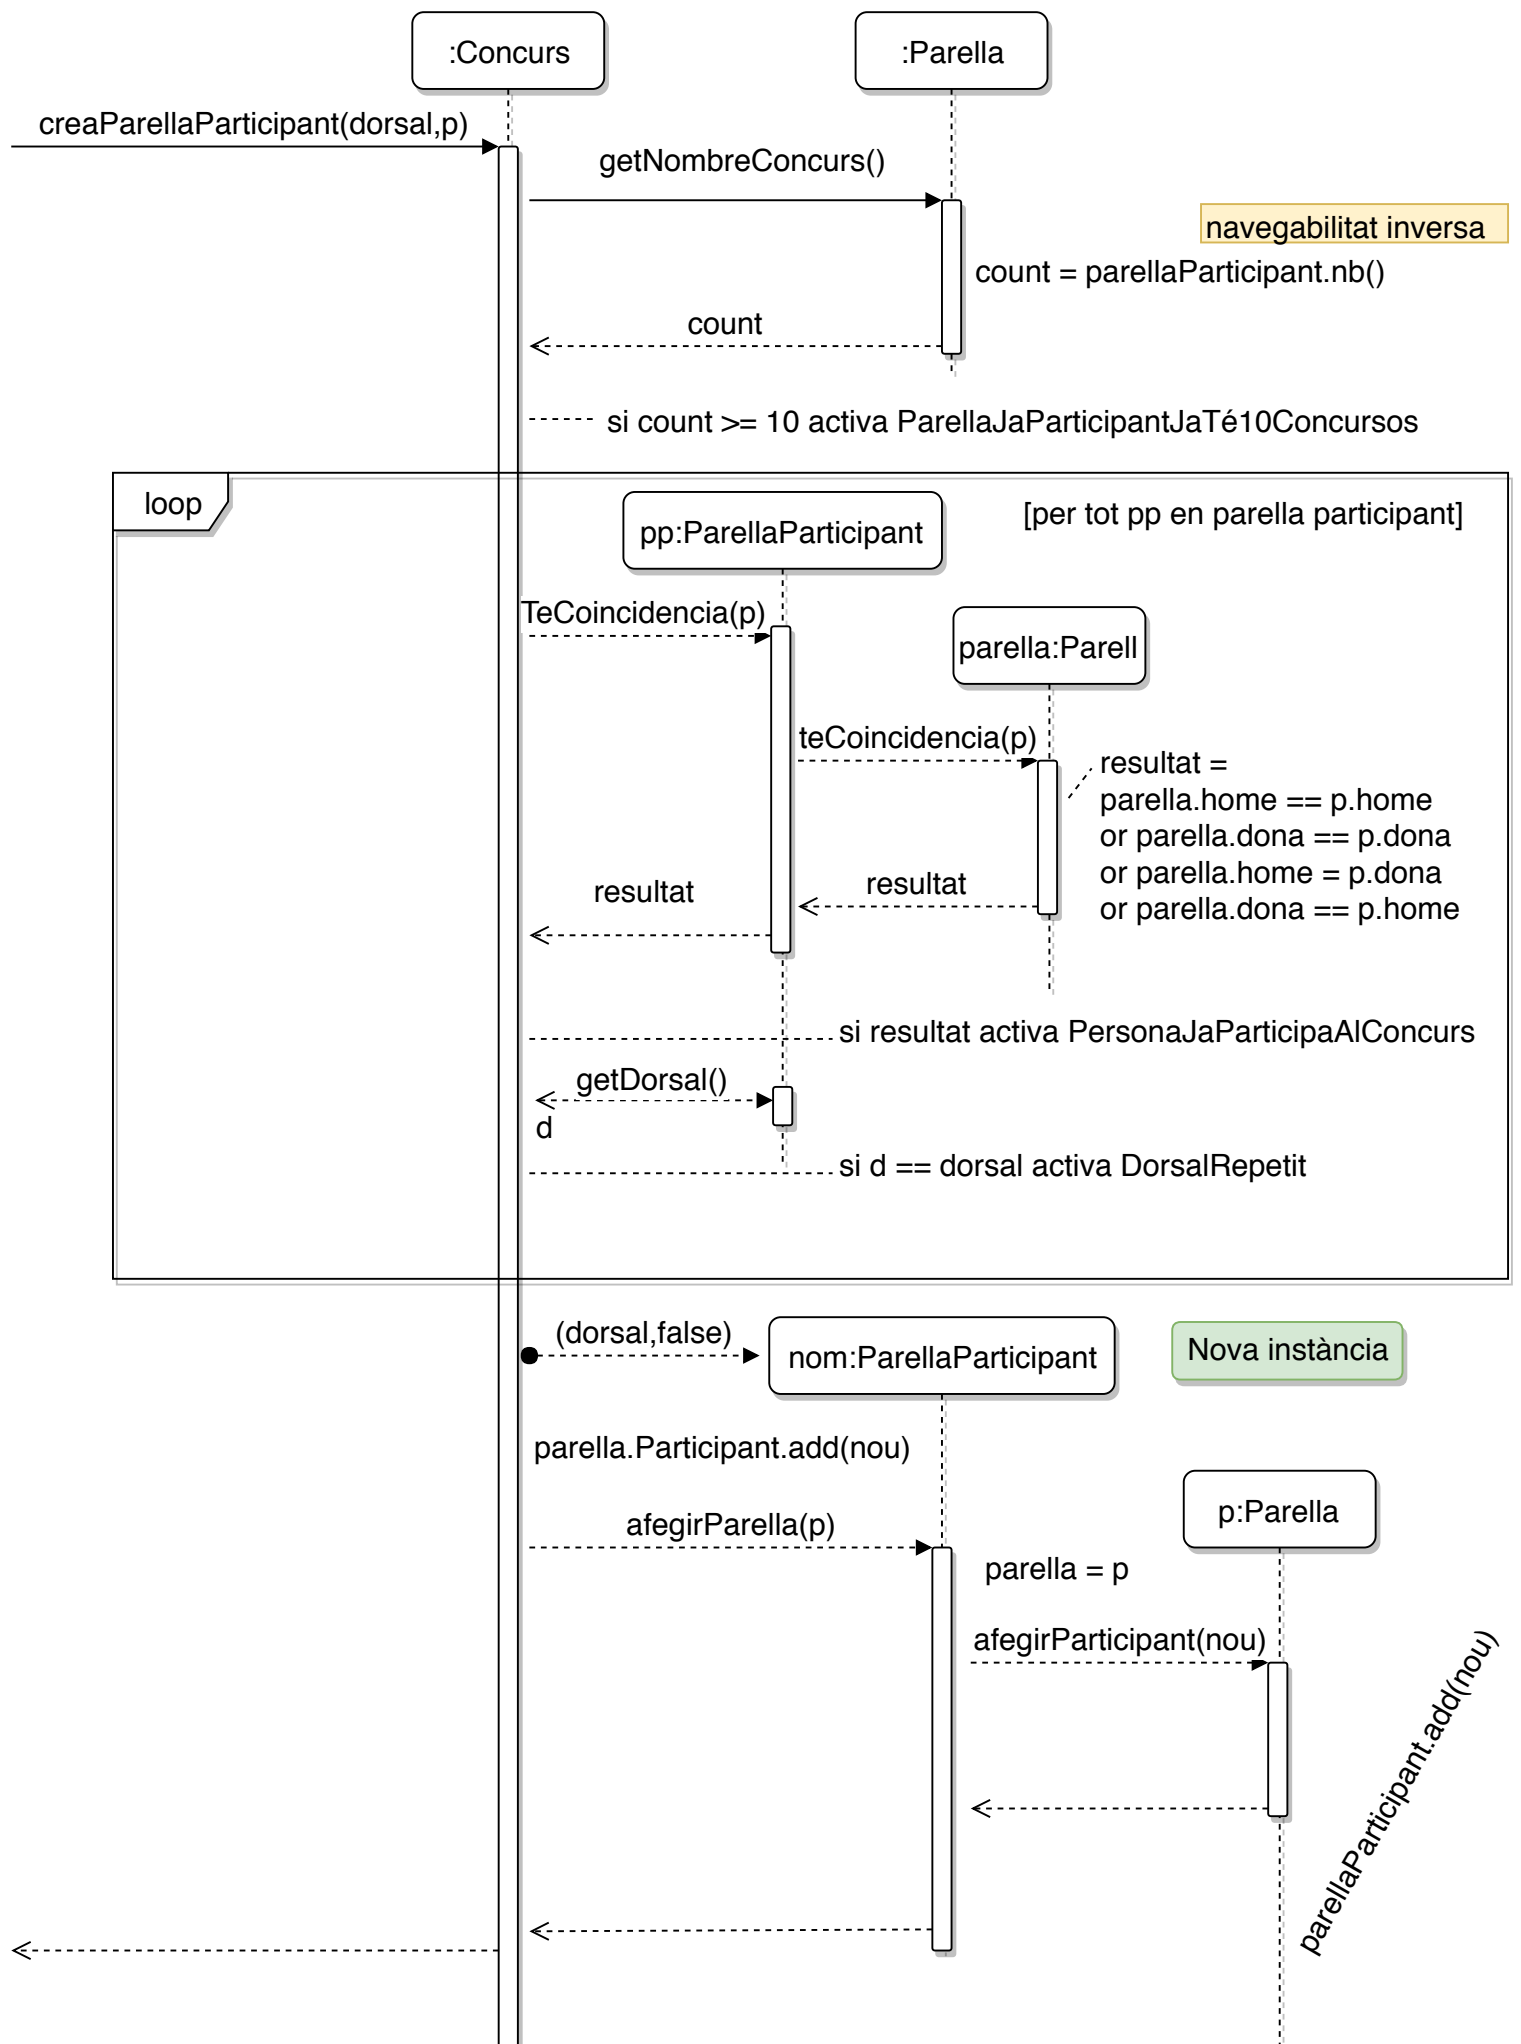 :Concurs
:Parella
creaParellaParticipant(dorsal,p)
getNombreConcurs()
navegabilitat inversa
count = parellaParticipant.nb()
count
si count >= 10 activa ParellaJaParticipantJaTé10Concursos
loop
pp:ParellaParticipant
[per tot pp en parella participant]
TeCoincidencia(p)
parella:Parell
teCoincidencia(p)
resultat =
parella.home == p.home
or parella.dona == p.dona
or parella.home = p.dona
or parella.dona == p.home
resultat
resultat
si resultat activa PersonaJaParticipaAlConcurs
getDorsal()
d
si d == dorsal activa DorsalRepetit
(dorsal,false)
nom:ParellaParticipant
Nova instància
parella.Participant.add(nou)
p:Parella
afegirParella(p)
parella = p
afegirParticipant(nou)
parellaParticipant.add(nou)